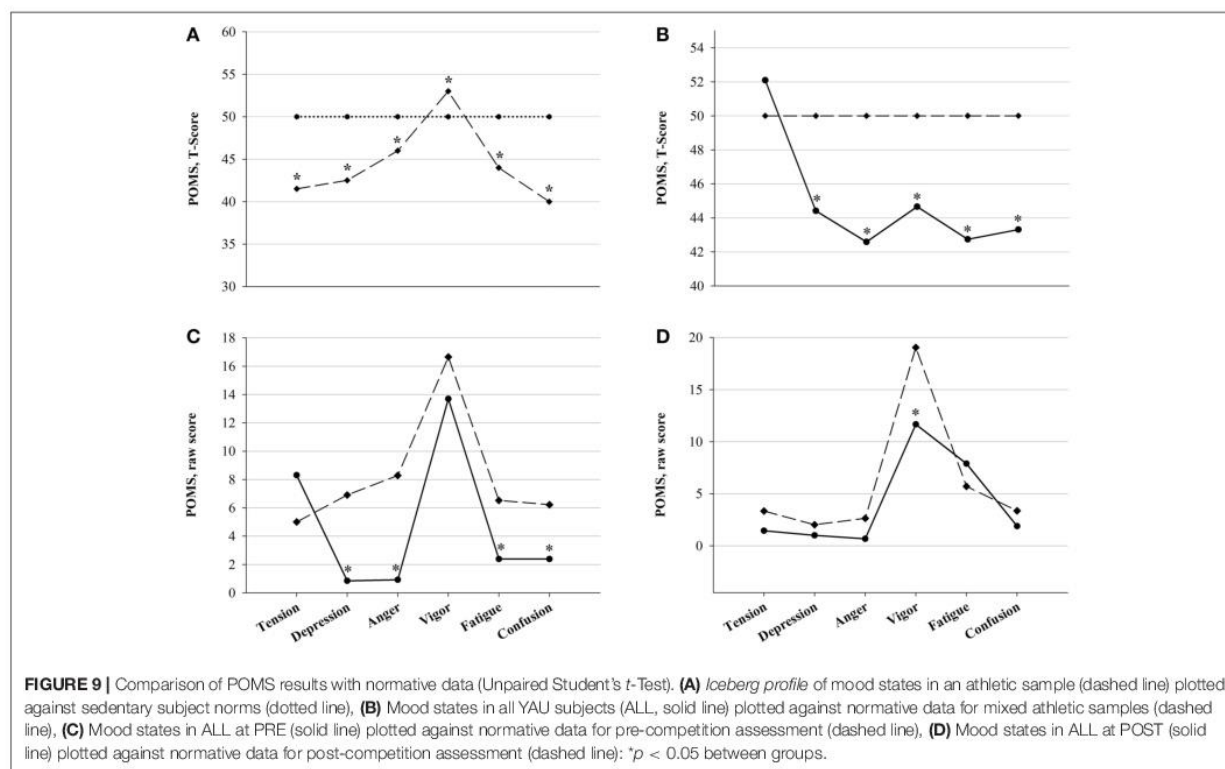 A
60
55
50
45
40
35
30
POMS, T-Score
*
*
*
*
*
*
B
54
52
50
48
46
44
42
40
POMS, T-Score
*
*
*
*
*
C
18
16
14
12
10
8
6
4
2
0
POMS, raw score
*
*
*
*
Tension
Depression
Anger
Vigor
Fatigue
Confusion
D
20
15
10
5
0
POMS, raw score
*
Tension
Depression
Anger
Vigor
Fatigue
Confusion
FIGURE 9 | Comparison of POMS results with normative data (Unpaired Student's t-Test). (A) Iceberg profile of mood states in an athletic sample (dashed line) plotted
against sedentary subject norms (dotted line), (B) Mood states in all YAU subjects (ALL, solid line) plotted against normative data for mixed athletic samples (dashed
line), (C) Mood states in ALL at PRE (solid line) plotted against normative data for pre-competition assessment (dashed line), (D) Mood states in ALL at POST (solid
line) plotted against normative data for post-competition assessment (dashed line): *p < 0.05 between groups.